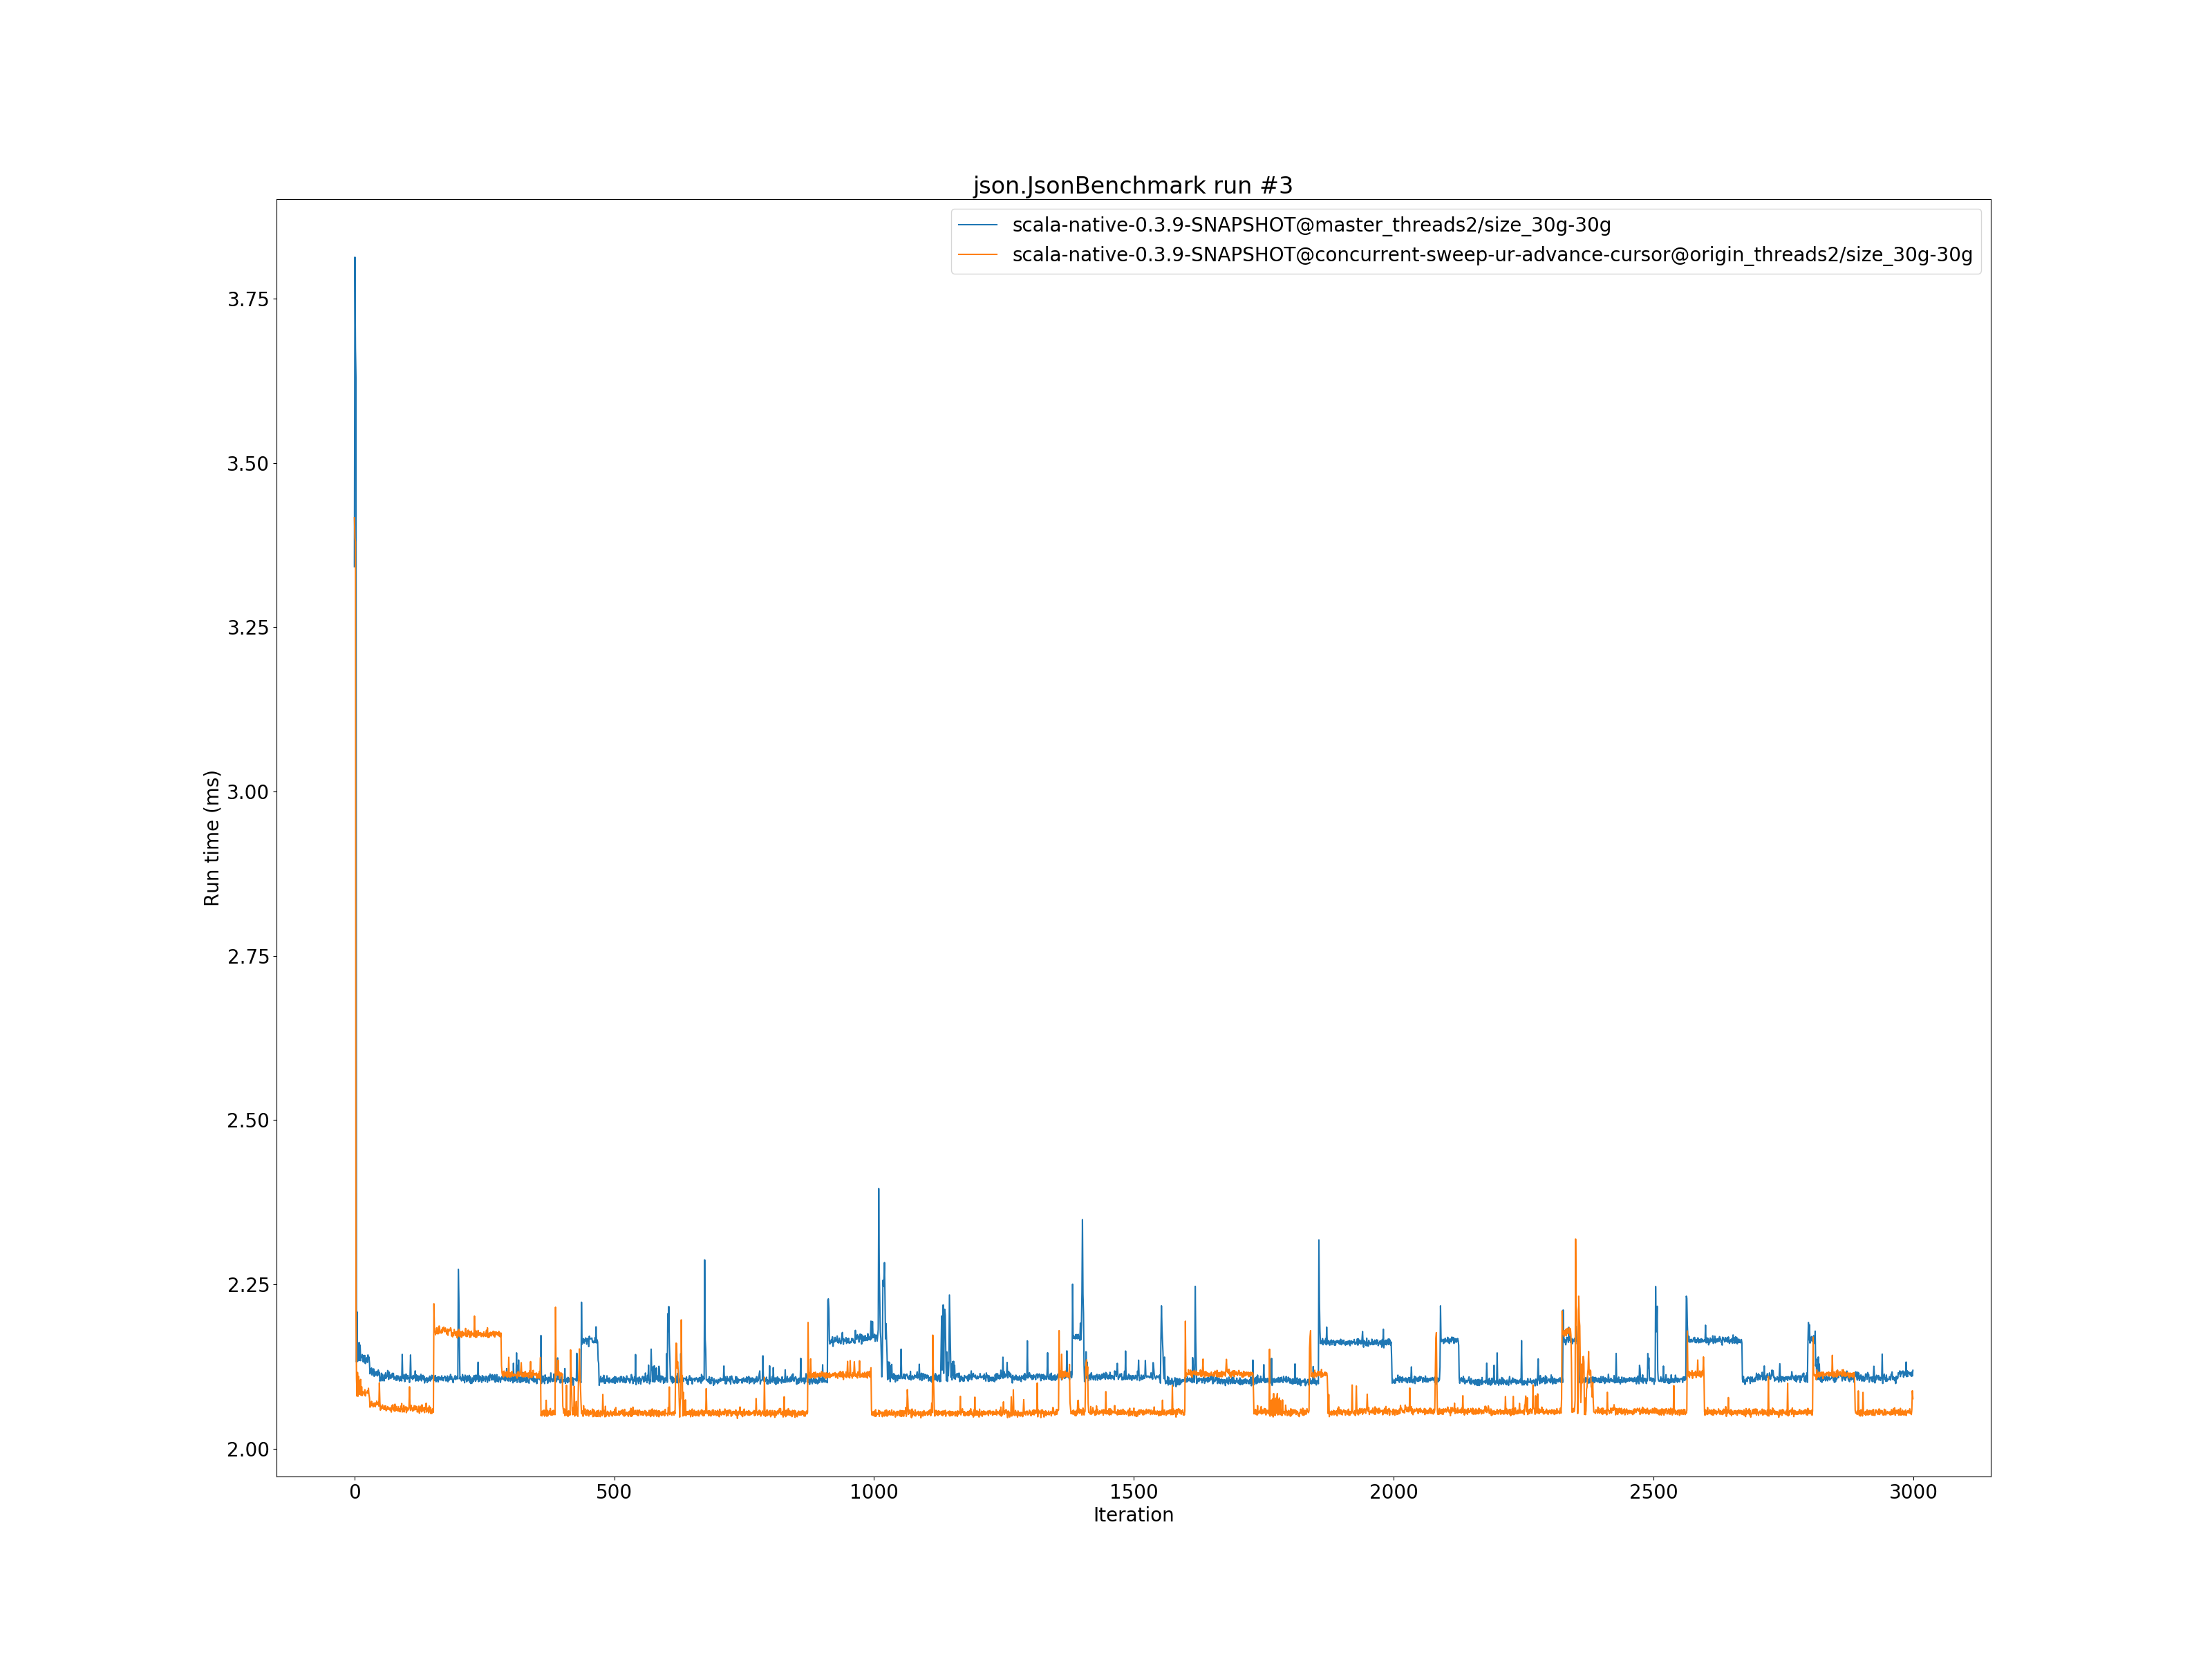 json.JsonBenchmark run #3
scala-native-0.3.9-SNAPSHOT@master_threads2/size_30g-30g
scala-native-0.3.9-SNAPSHOT@concurrent-sweep-ur-advance-cursor@origin_threads2/size_30g-30g
Run time (ms)
3.75
3.50
3.25
3.00
2.75
2.50
2.25
2.00
0 500 1000 1500 2000 2500 3000
Iteration